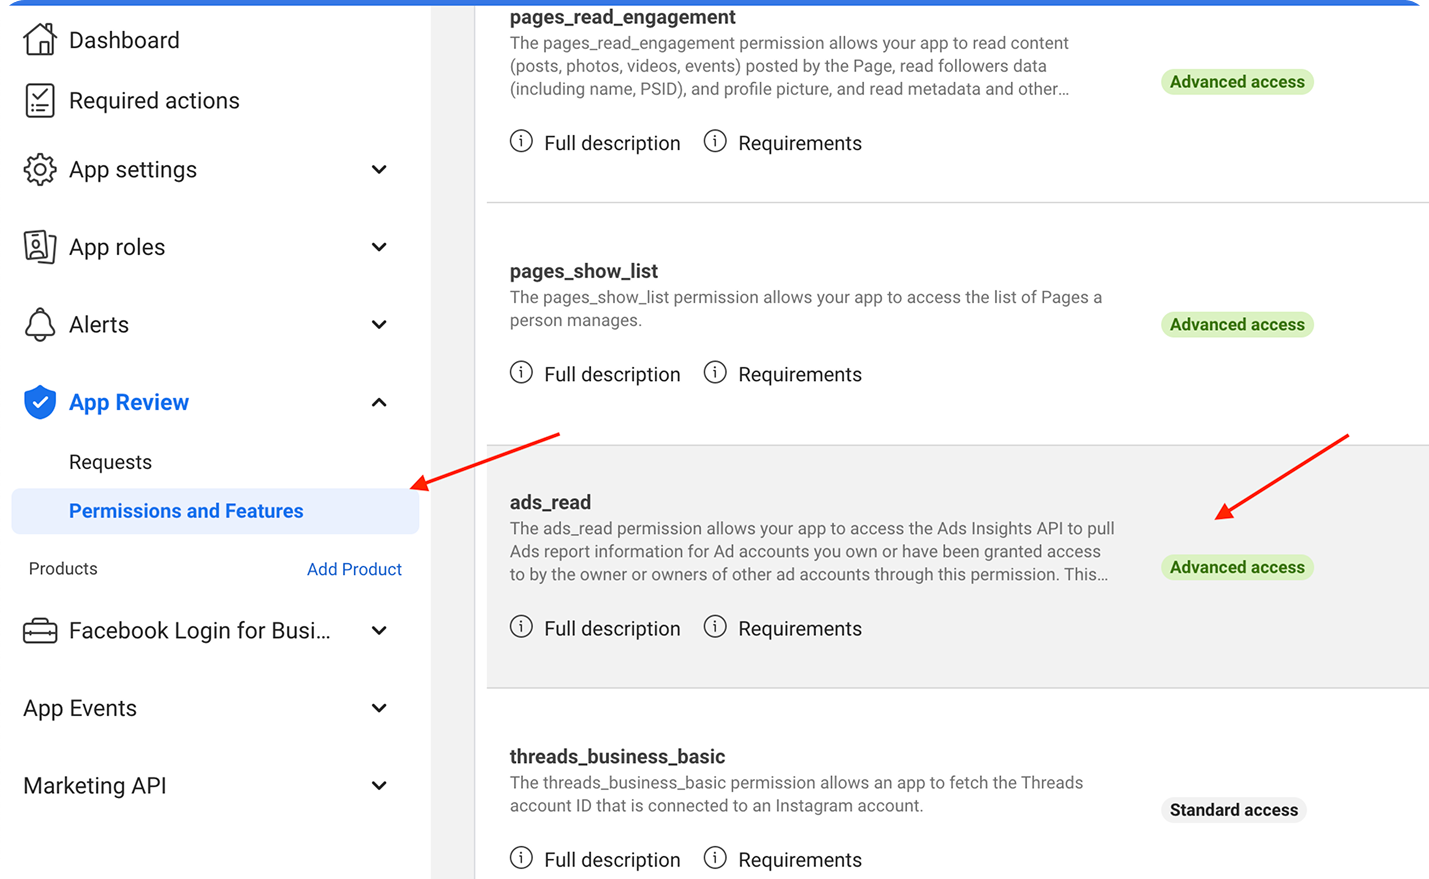 Dashboard
Required actions
App settings
App roles
Alerts
App Review
Requests
Permissions and Features
Products
Add Product
Facebook Login for Busi...
App Events
Marketing API
pages_read_engagement
The pages_read_engagement permission allows your app to read content
(posts, photos, videos, events) posted by the Page, read followers data
(including name, PSID), and profile picture, and read metadata and other...
Advanced access
Full description
Requirements
pages_show_list
The pages_show_list permission allows your app to access the list of Pages a
person manages.
Advanced access
Full description
Requirements
ads_read
The ads_read permission allows your app to access the Ads Insights API to pull
Ads report information for Ad accounts you own or have been granted access
to by the owner or owners of other ad accounts through this permission. This...
Advanced access
Full description
Requirements
threads_business_basic
The threads_business_basic permission allows an app to fetch the Threads
account ID that is connected to an Instagram account.
Standard access
Full description
Requirements